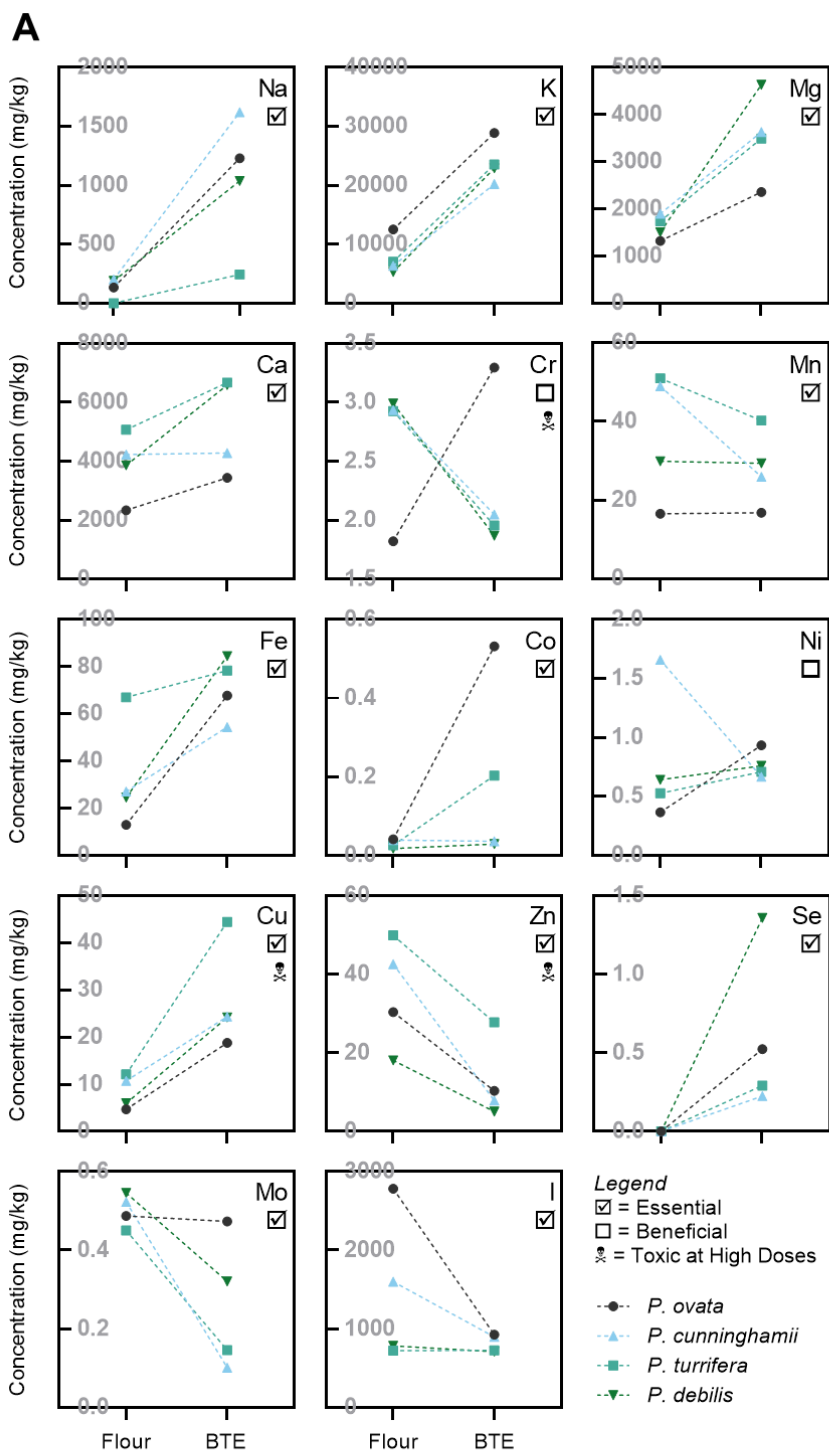 A
Concentration (mg/kg)
2000
1500
1000
500
0
Na
40000
30000
20000
10000
0
K
5000
4000
3000
2000
1000
0
Mg
Concentration (mg/kg)
8000
6000
4000
2000
0
Ca
3.5
3.0
2.5
2.0
1.5
Cr
60
40
20
0
Mn
Concentration (mg/kg)
100
80
60
40
20
0
Fe
0.6
0.4
0.2
0.0
Co
2.0
1.5
1.0
0.5
0.0
Ni
Concentration (mg/kg)
50
40
30
20
10
0
Cu
60
40
20
0
Zn
1.5
1.0
0.5
0.0
Se
Concentration (mg/kg)
0.6
0.4
0.2
0.0
Mo
Flour BTE
3000
2000
1000
0
I
Flour BTE
Legend
☑ = Essential
☐ = Beneficial
☠ = Toxic at High Doses
P. ovata
P. cunninghamii
P. turrifera
P. debilis